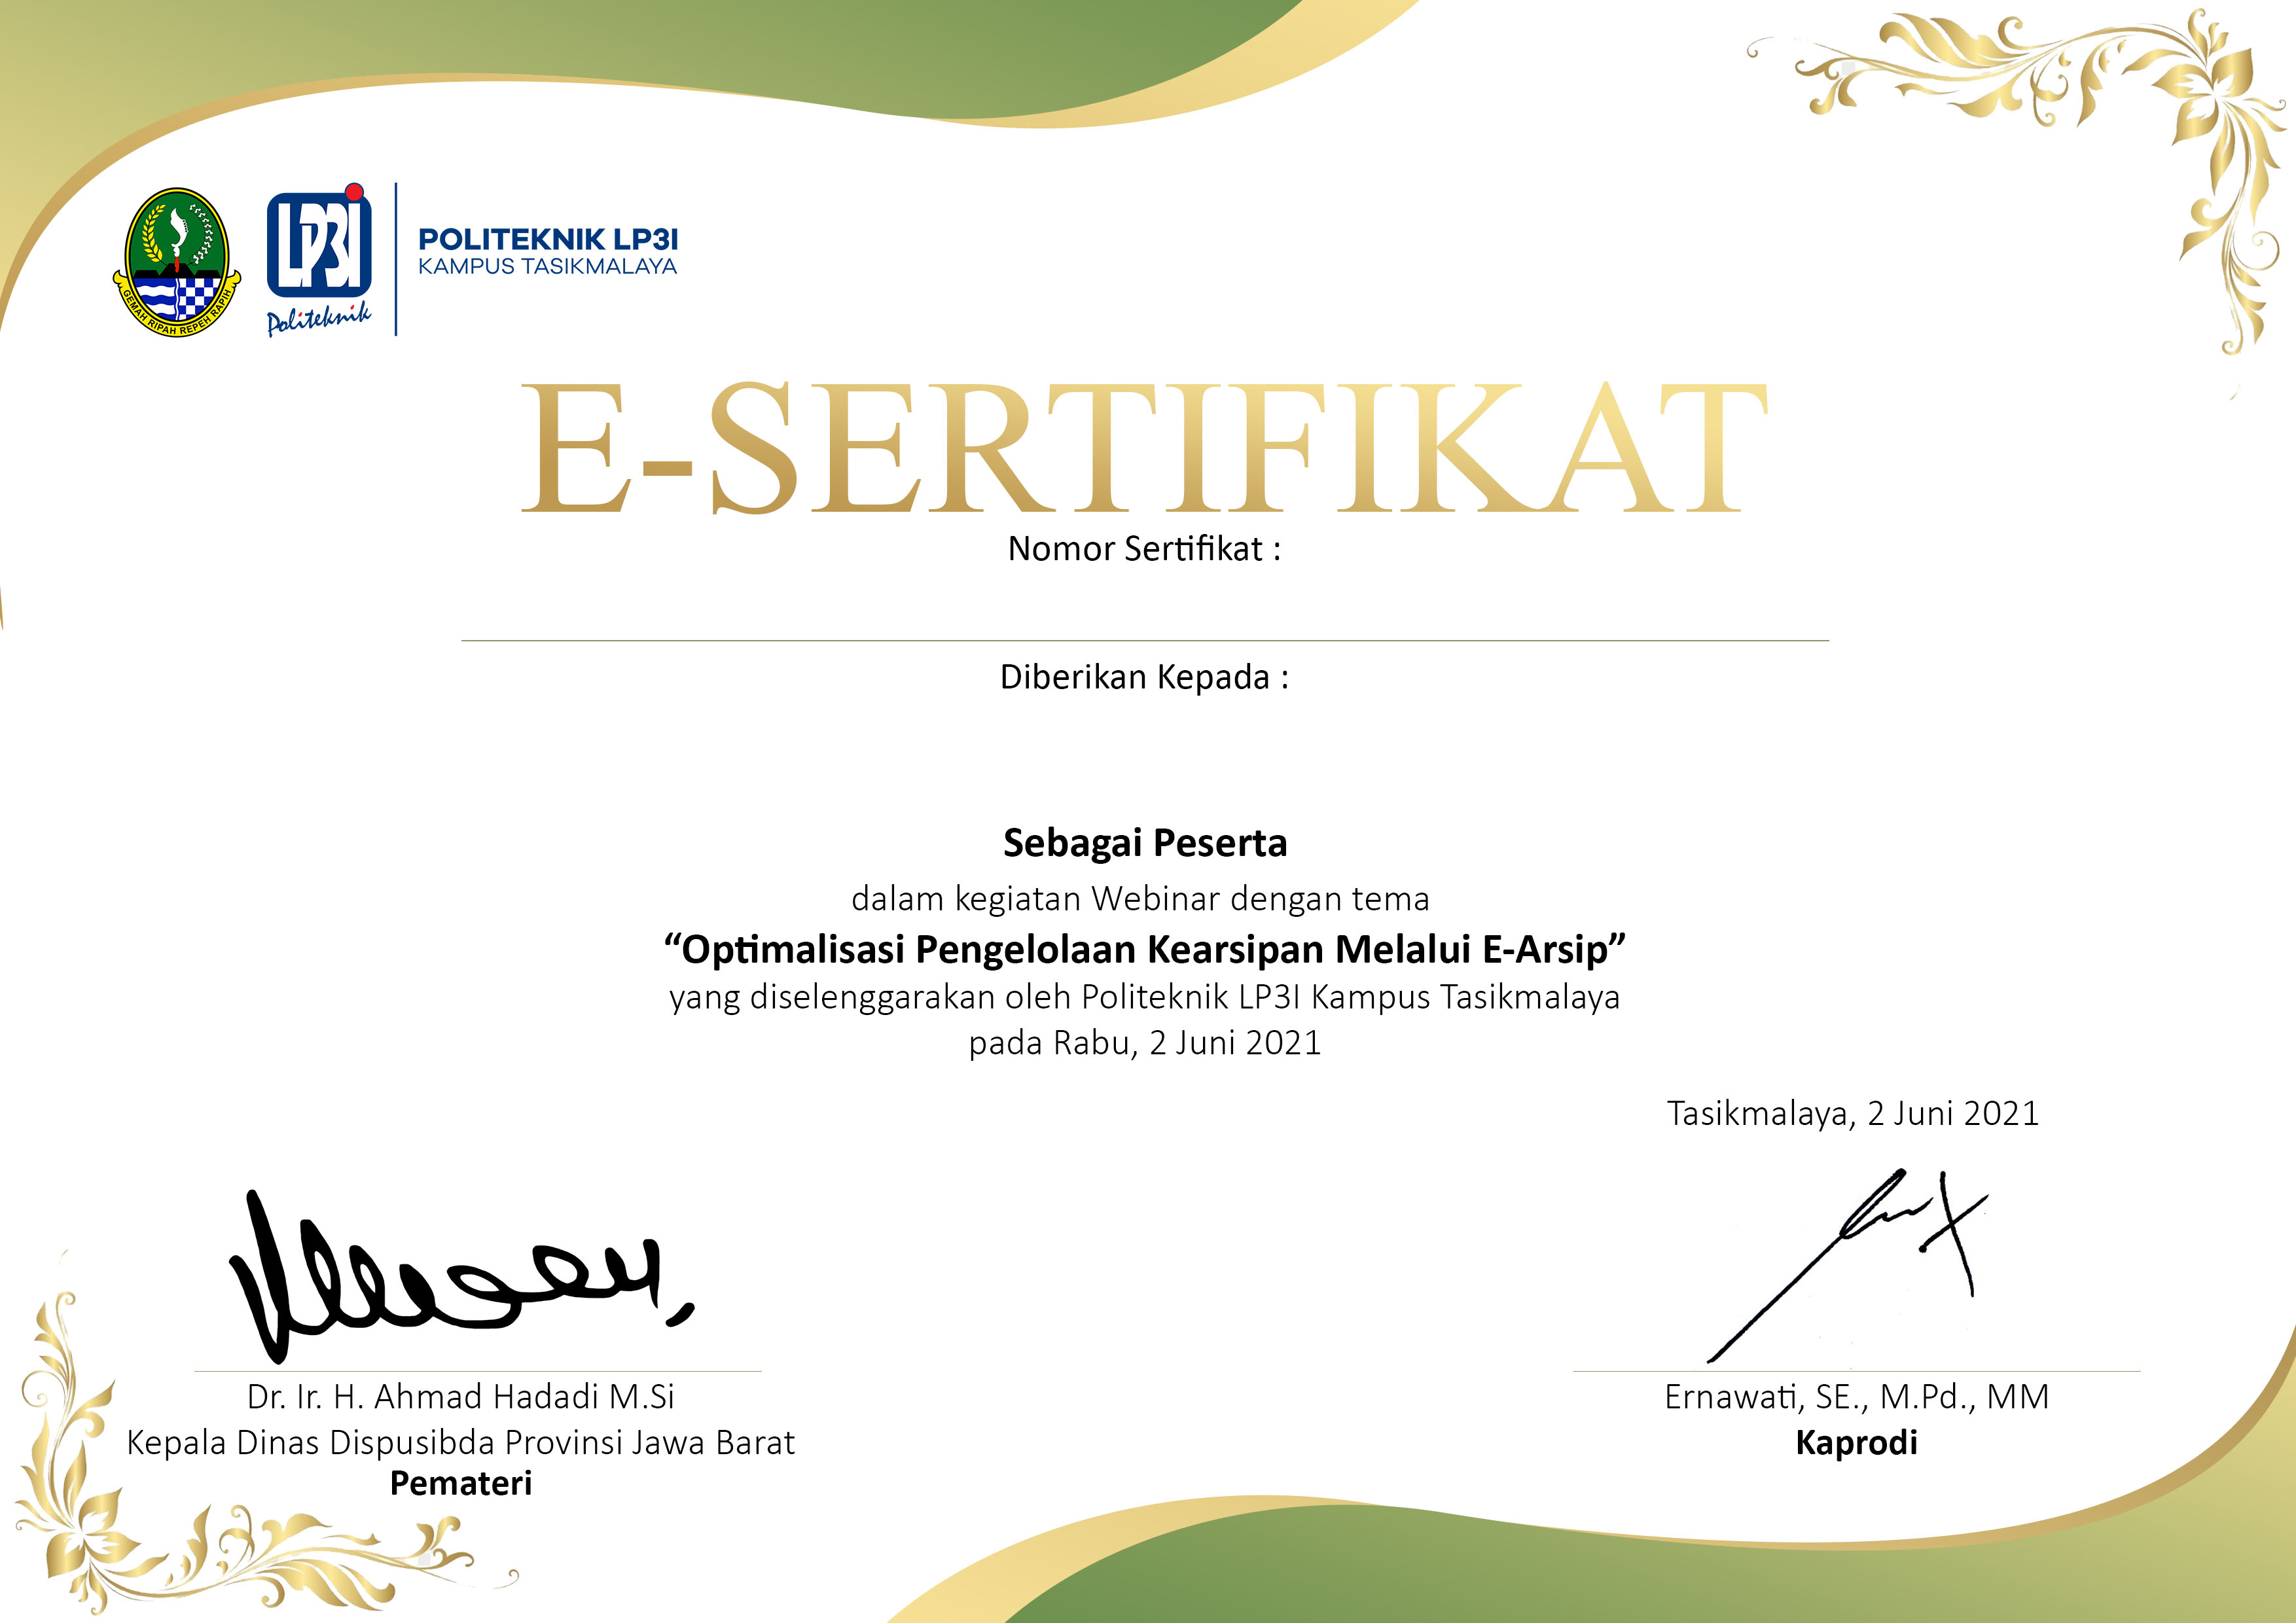 GEMAH RIPAH REPEH RAPIH
LP3I
Politeknik
POLITEKNIK LP3I
KAMPUS TASIKMALAYA
E-SERTIFIKAT
Nomor Sertifikat :
Diberikan Kepada :
Sebagai Peserta
dalam kegiatan Webinar dengan tema
“Optimalisasi Pengelolaan Kearsipan Melalui E-Arsip”
yang diselenggarakan oleh Politeknik LP3I Kampus Tasikmalaya
pada Rabu, 2 Juni 2021
Tasikmalaya, 2 Juni 2021
Dr. Ir. H. Ahmad Hadadi M.Si
Kepala Dinas Dispusibda Provinsi Jawa Barat
Pemateri
Ernawati, SE., M.Pd., MM
Kaprodi